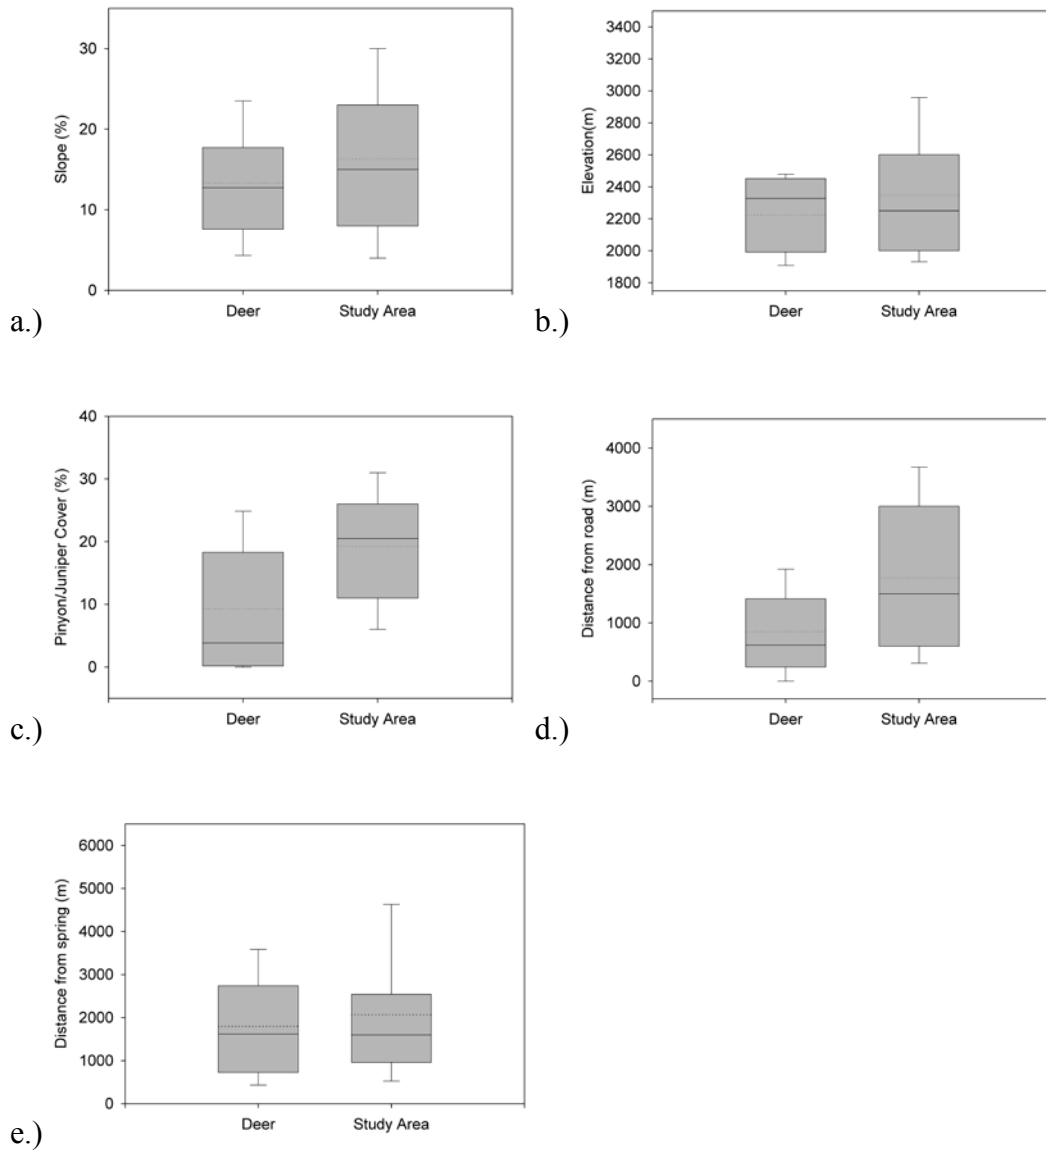 Slope (%)
30
20
10
0
Deer Study Area
a.)
Elevation(m)
3400
3200
3000
2800
2600
2400
2200
2000
1800
Deer Study Area
b.)
Pinyon/Juniper Cover (%)
40
30
20
10
0
Deer Study Area
c.)
Distance from road (m)
4000
3000
2000
1000
0
Deer Study Area
d.)
Distance from spring (m)
6000
5000
4000
3000
2000
1000
0
Deer Study Area
e.)